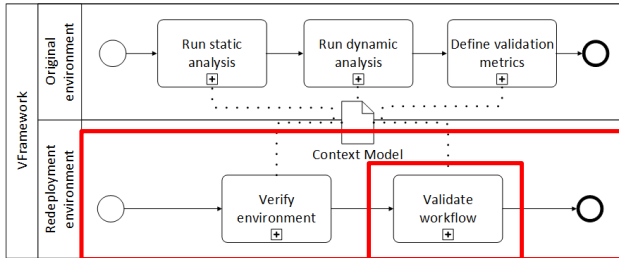 VFramework
Original
environment
Run static
analysis
Run dynamic
analysis
Define validation
metrics
Context Model
Redeployment
environment
Verify
environment
Validate
workflow